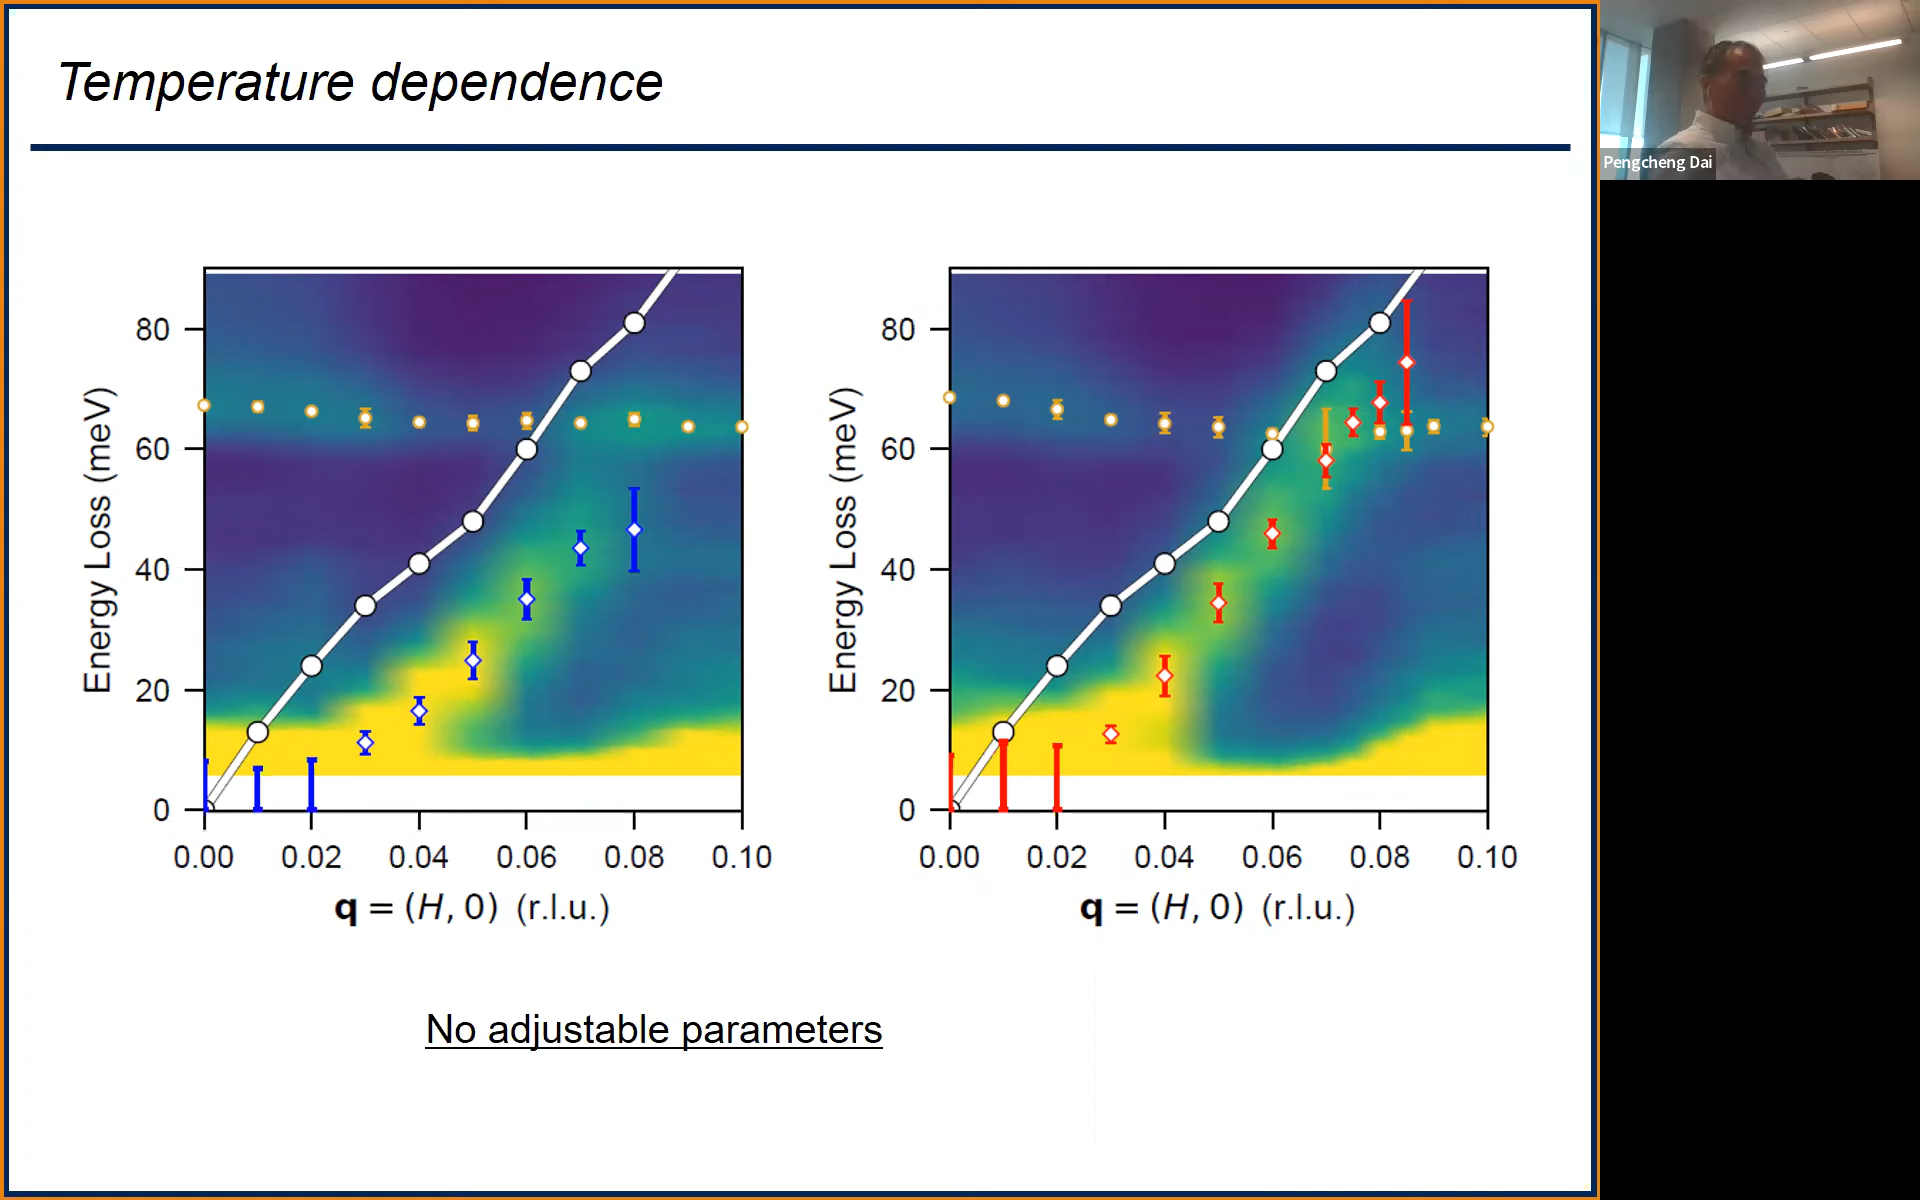 Temperature dependence
Pengcheng Dai
Energy Loss (meV)
80
60
40
20
0
0.00 0.02 0.04 0.06 0.08 0.10
q = (H, 0) (r.l.u.)
Energy Loss (meV)
80
60
40
20
0
0.00 0.02 0.04 0.06 0.08 0.10
q = (H, 0) (r.l.u.)
No adjustable parameters